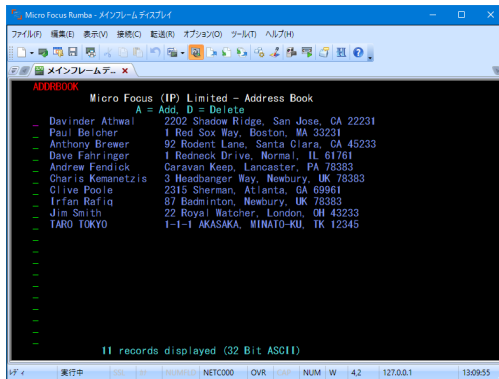 Micro Focus Rumba - メインフレーム ディスプレイ
ファイル(F) 編集(E) 表示(V) 接続(C) 転送(R) オプション(O) ツール(T) ヘルプ(H)
メインフレーム デ...
ADDRBOOK
Micro Focus (IP) Limited - Address Book
A = Add, D = Delete
_ Davinder Athwal 2202 Shadow Ridge, San Jose, CA 22231
_ Paul Belcher 1 Red Sox Way, Boston, MA 33231
_ Anthony Brewer 92 Rodent Lane, Santa Clara, CA 45233
_ Dave Fahringer 1 Redneck Drive, Normal, IL 61761
_ Andrew Fendick Caravan Keep, Lancaster, PA 78383
_ Charis Kemanetzis 3 Headbanger Way, Newbury, UK 78383
_ Clive Poole 2315 Sherman, Atlanta, GA 69961
_ Irfan Rafiq 87 Badminton, Newbury, UK 78383
_ Jim Smith 22 Royal Watcher, London, OH 43233
_ TARO TOKYO 1-1-1 AKASAKA, MINATO-KU, TK 12345
_
_
_
_
_
_
_
_
11 records displayed (32 Bit ASCII)
レディ 実行中 NUMFLD NETC000 OVR CAP NUM W 4,2 127.0.0.1 13:09:55